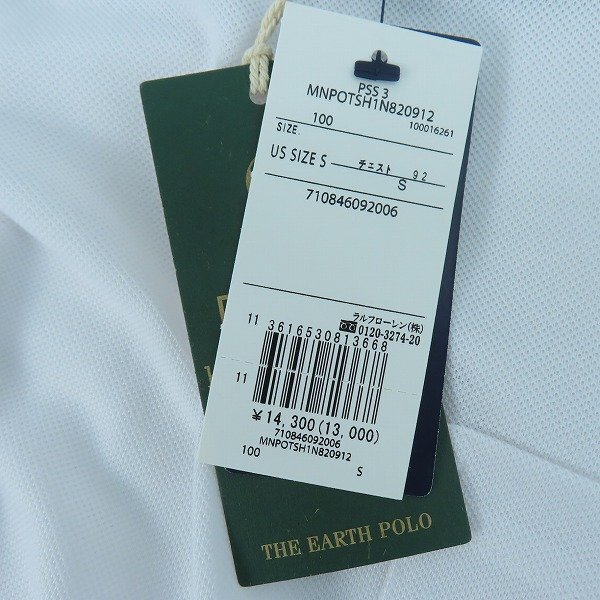 PSS 3
MNPOTSH1N820912
100 100016261
SIZE.
US SIZE S チェスト 92
S
710846092006
ラルフローレン(株)
0120-3274-20
11 3616530813668
11
¥14,300(13,000)
710846092006
MNPOTSH1N820912
100 S
THE EARTH POLO